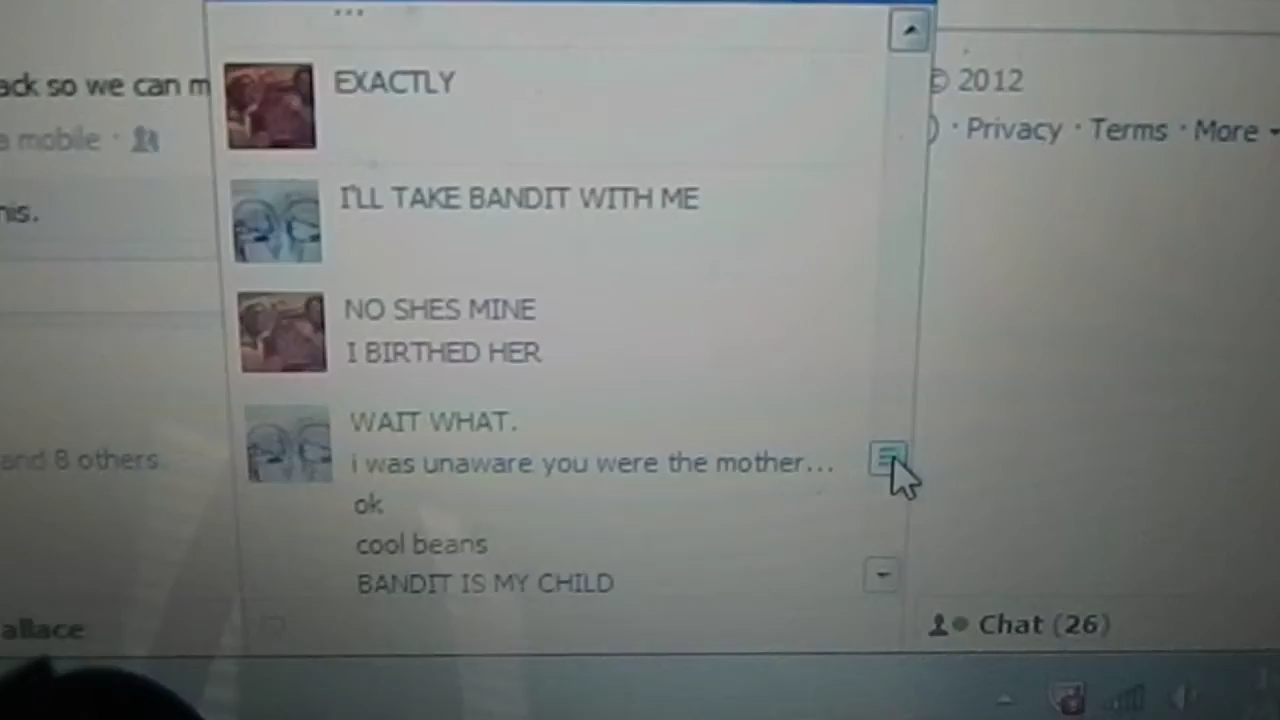 ack so we can m
a mobile ·
his.
and 8 others.
allace
...
EXACTLY
I'LL TAKE BANDIT WITH ME
NO SHES MINE
I BIRTHED HER
WAIT WHAT.
i was unaware you were the mother...
ok
cool beans
BANDIT IS MY CHILD
© 2012
· Privacy · Terms · More
Chat (26)